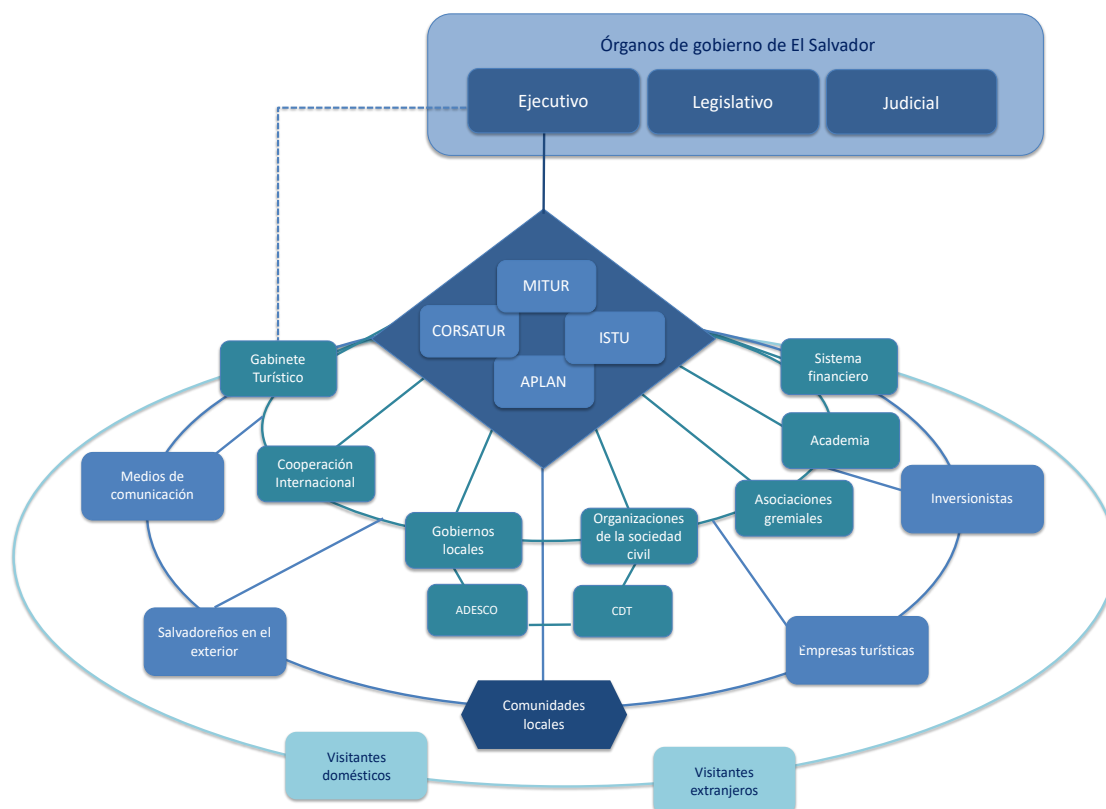 Órganos de gobierno de El Salvador
Ejecutivo
Legislativo
Judicial
MITUR
CORSATUR
ISTU
APLAN
Gabinete
Turístico
Sistema
financiero
Academia
Medios de
comunicación
Cooperación
Internacional
Inversionistas
Asociaciones
gremiales
Gobiernos
locales
Organizaciones
de la sociedad
civil
ADESCO
CDT
Salvadoreños en el
exterior
Empresas turísticas
Comunidades
locales
Visitantes
domésticos
Visitantes
extranjeros